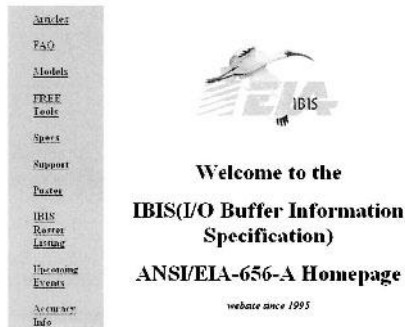 Articles
FAQ
Models
FREE
Tools
Specs
Support
Poster
IBIS
Roster
Listing
Upcoming
Events
Accuracy
Info
EIA
IBIS
Welcome to the
IBIS(I/O Buffer Information
Specification)
ANSI/EIA-656-A Homepage
website since 1995